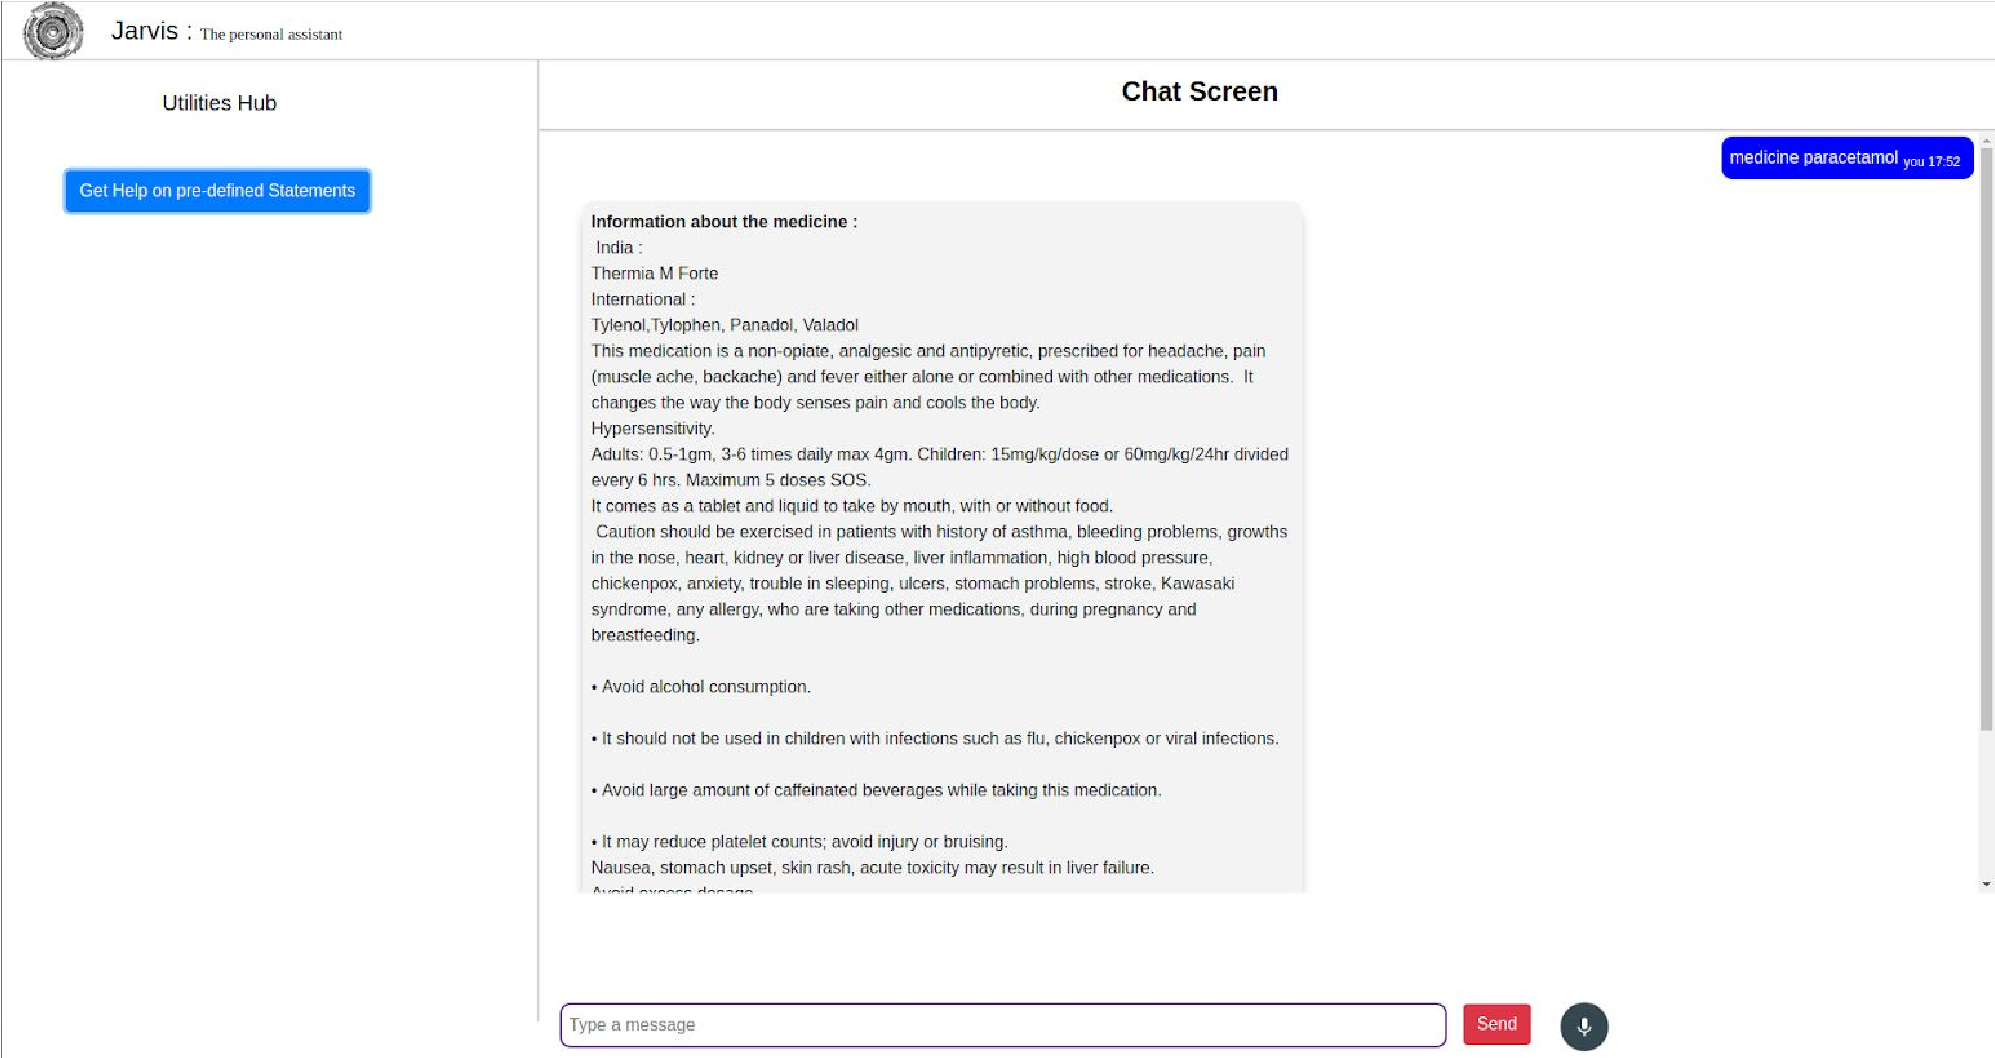 Jarvis : The personal assistant
Utilities Hub
Get Help on pre-defined Statements
Chat Screen
medicine paracetamol you 17:52
Information about the medicine :
India :
Thermia M Forte
International :
Tylenol,Tylophen, Panadol, Valadol
This medication is a non-opiate, analgesic and antipyretic, prescribed for headache, pain
(muscle ache, backache) and fever either alone or combined with other medications.  It
changes the way the body senses pain and cools the body.
Hypersensitivity.
Adults: 0.5-1gm, 3-6 times daily max 4gm. Children: 15mg/kg/dose or 60mg/kg/24hr divided
every 6 hrs. Maximum 5 doses SOS.
It comes as a tablet and liquid to take by mouth, with or without food.
Caution should be exercised in patients with history of asthma, bleeding problems, growths
in the nose, heart, kidney or liver disease, liver inflammation, high blood pressure,
chickenpox, anxiety, trouble in sleeping, ulcers, stomach problems, stroke, Kawasaki
syndrome, any allergy, who are taking other medications, during pregnancy and
breastfeeding.
• Avoid alcohol consumption.
• It should not be used in children with infections such as flu, chickenpox or viral infections.
• Avoid large amount of caffeinated beverages while taking this medication.
• It may reduce platelet counts; avoid injury or bruising.
Nausea, stomach upset, skin rash, acute toxicity may result in liver failure.
Avoid excess dosage
Type a message
Send